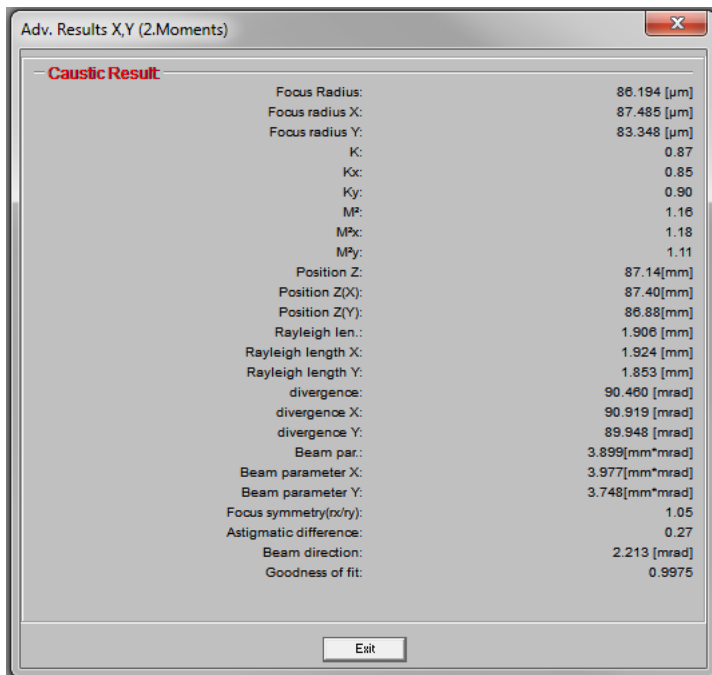 Adv. Results X,Y (2.Moments)
Caustic Result:
Focus Radius: 86.194 [µm]
Focus radius X: 87.485 [µm]
Focus radius Y: 83.348 [µm]
K: 0.87
Kx: 0.85
Ky: 0.90
M²: 1.16
M²x: 1.18
M²y: 1.11
Position Z: 87.14[mm]
Position Z(X): 87.40[mm]
Position Z(Y): 86.88[mm]
Rayleigh len.: 1.906 [mm]
Rayleigh length X: 1.924 [mm]
Rayleigh length Y: 1.853 [mm]
divergence: 90.460 [mrad]
divergence X: 90.919 [mrad]
divergence Y: 89.948 [mrad]
Beam par.: 3.899[mm*mrad]
Beam parameter X: 3.977[mm*mrad]
Beam parameter Y: 3.748[mm*mrad]
Focus symmetry(rx/ry): 1.05
Astigmatic difference: 0.27
Beam direction: 2.213 [mrad]
Goodness of fit: 0.9975
Exit